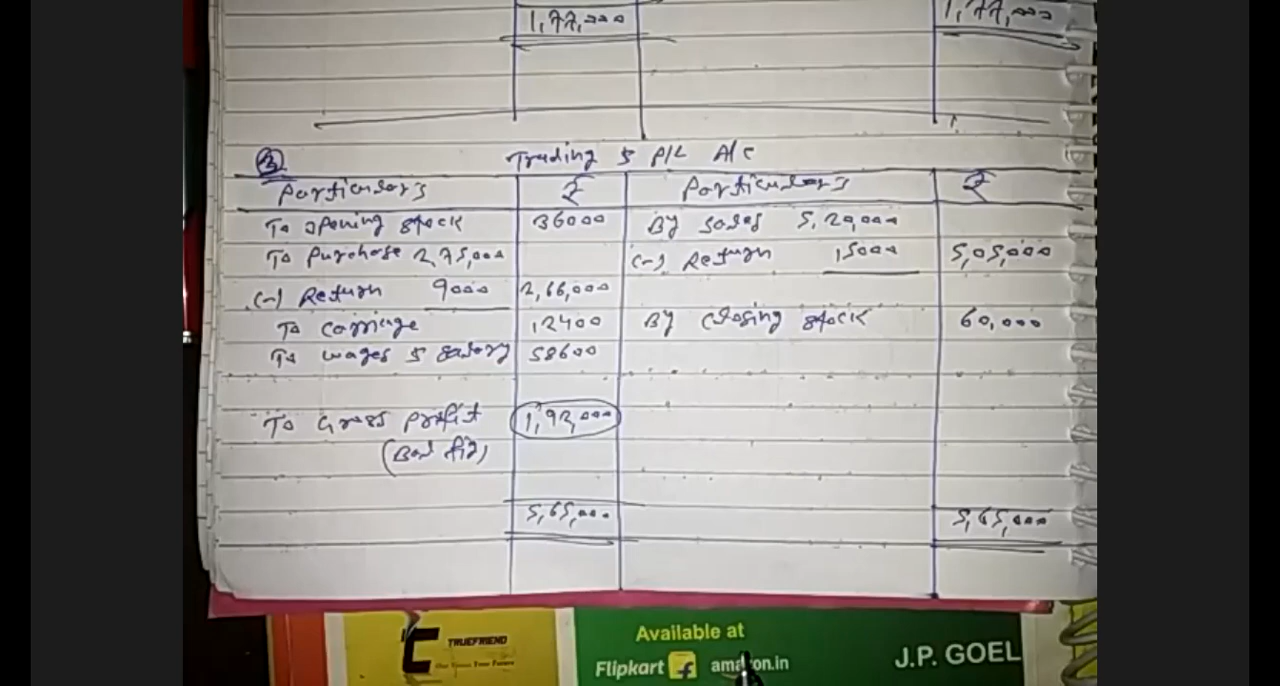 1,77,000 1,77,000
③ Trading & P/L A/c
Particulars ₹ Particulars ₹
To opening stock 36000 By sales 5,20,000
To Purchase 2,75,000 (-) Return 15000 5,05,000
(-) Return 9000 2,66,000
To carriage 12400 By closing stock 60,000
To wages & salary 58600
To Gross profit 1,92,000
(Bal fig)
5,65,000 5,65,000
TRUEFRIEND
Available at
Flipkart f amazon.in
J.P. GOEL